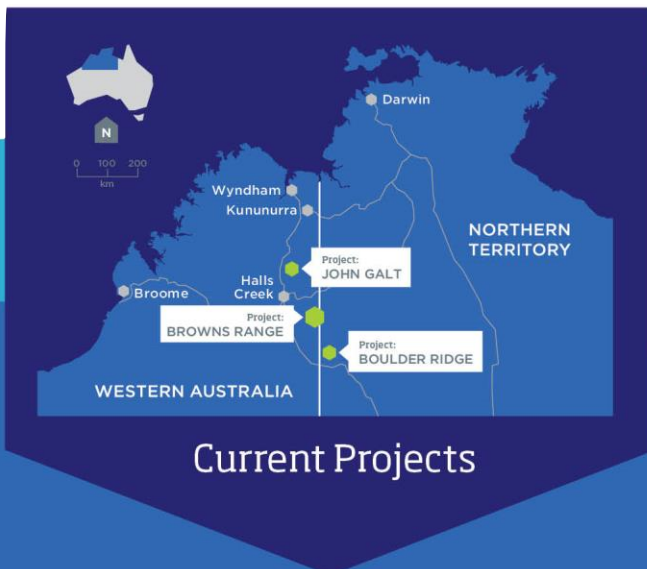 N
0 100 200
km
Darwin
Wyndham
Kununurra
NORTHERN
TERRITORY
Project:
JOHN GALT
Halls
Creek
Broome
Project:
BROWNS RANGE
Project:
BOULDER RIDGE
WESTERN AUSTRALIA
Current Projects